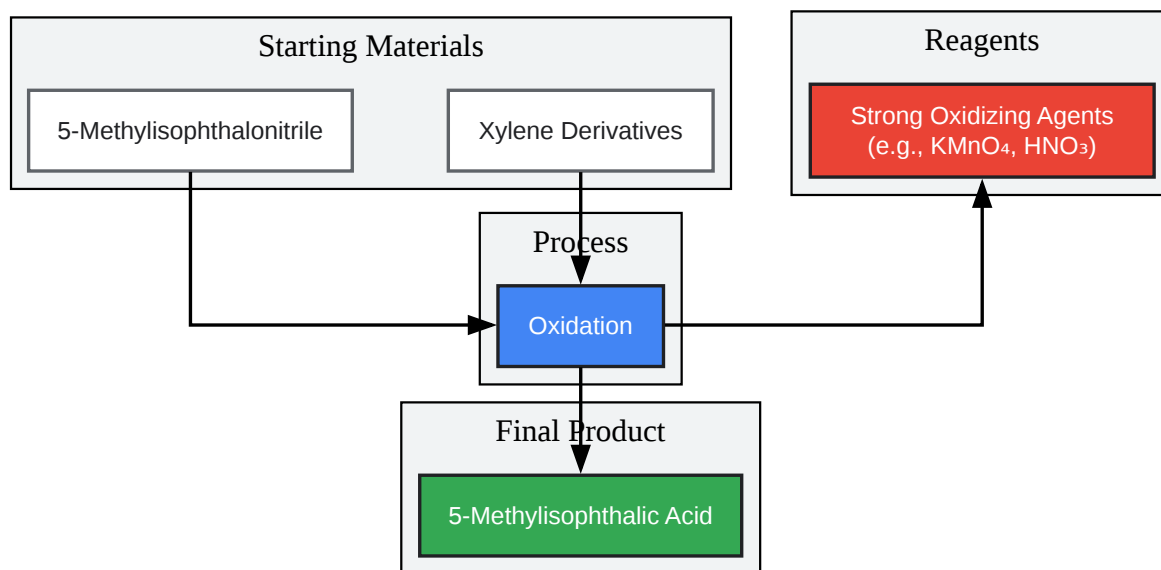 Starting Materials
5-Methylisophthalonitrile
Xylene Derivatives
Reagents
Strong Oxidizing Agents
(e.g., KMnO₄, HNO₃)
Process
Oxidation
Final Product
5-Methylisophthalic Acid